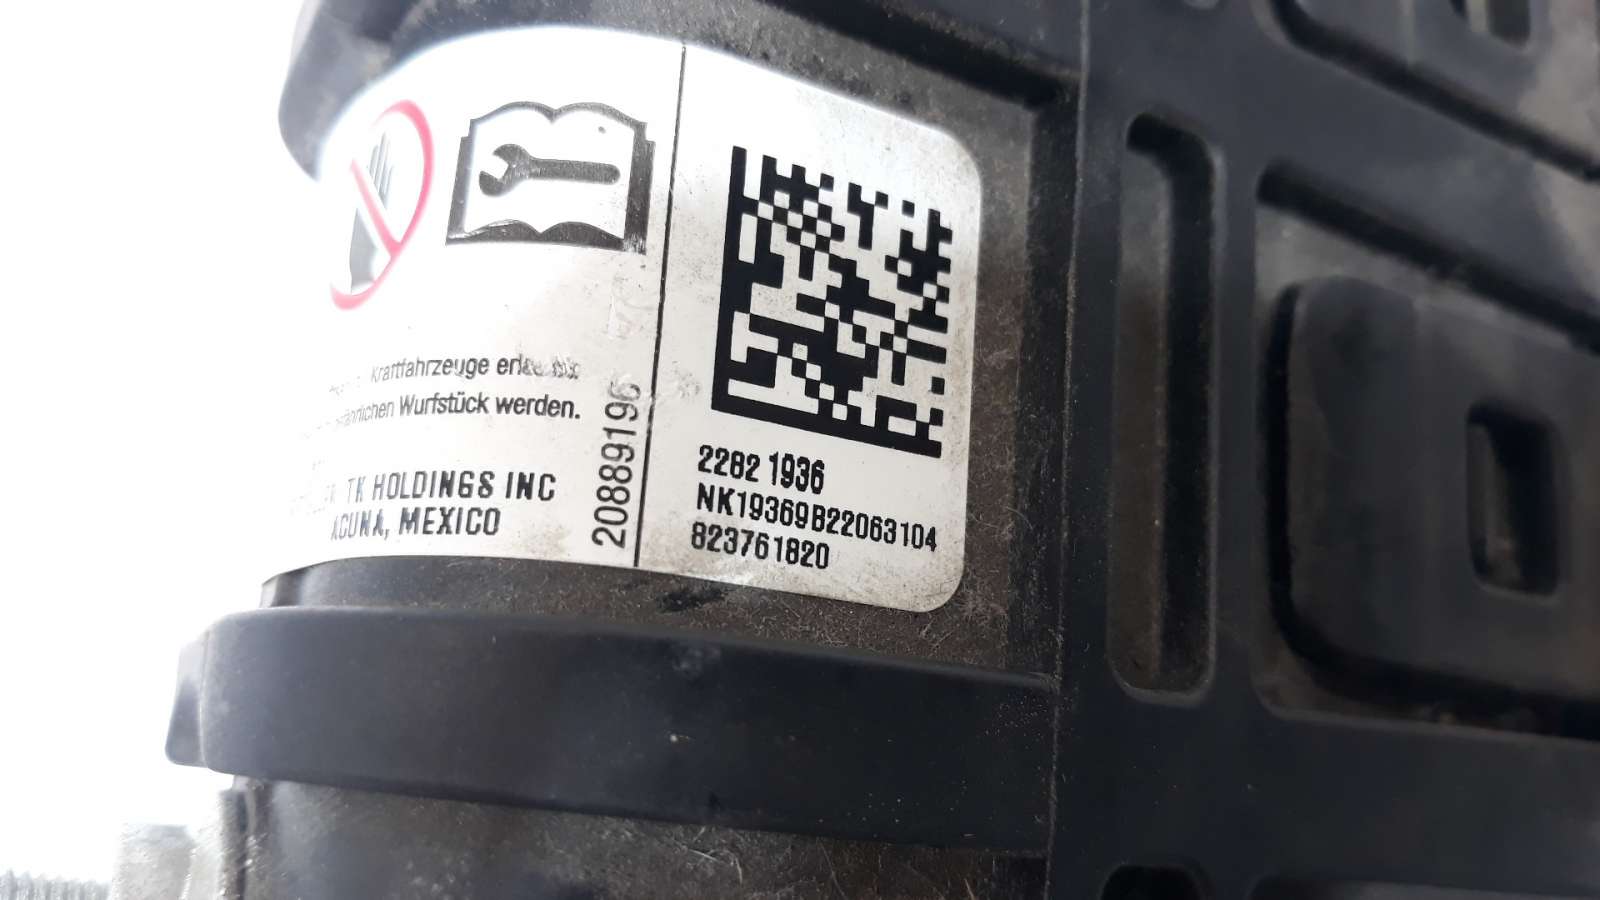 Kraftfahrzeuge
Wurfstück werden.
TK HOLDINGS INC
ACUNA, MEXICO
20889196
2282 1936
NK19369B22063104
823761820